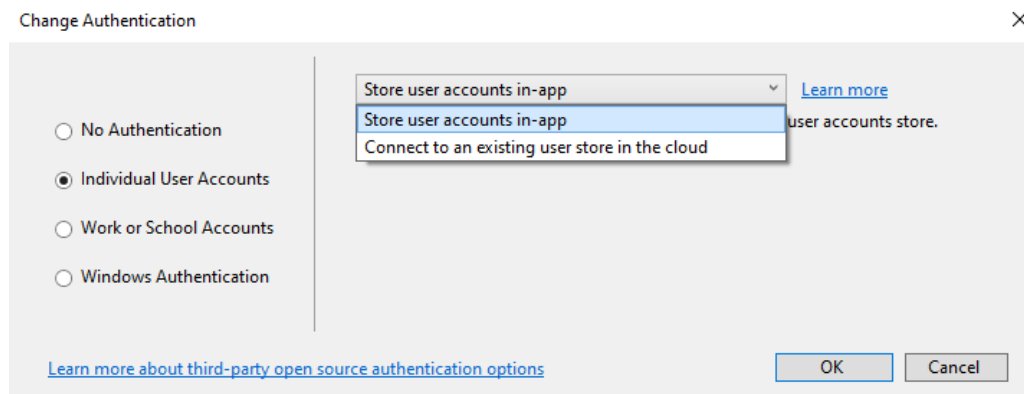 Change Authentication
No Authentication
Individual User Accounts
Work or School Accounts
Windows Authentication
Store user accounts in-app
Learn more
Store user accounts in-app
user accounts store.
Connect to an existing user store in the cloud
Learn more about third-party open source authentication options
OK
Cancel